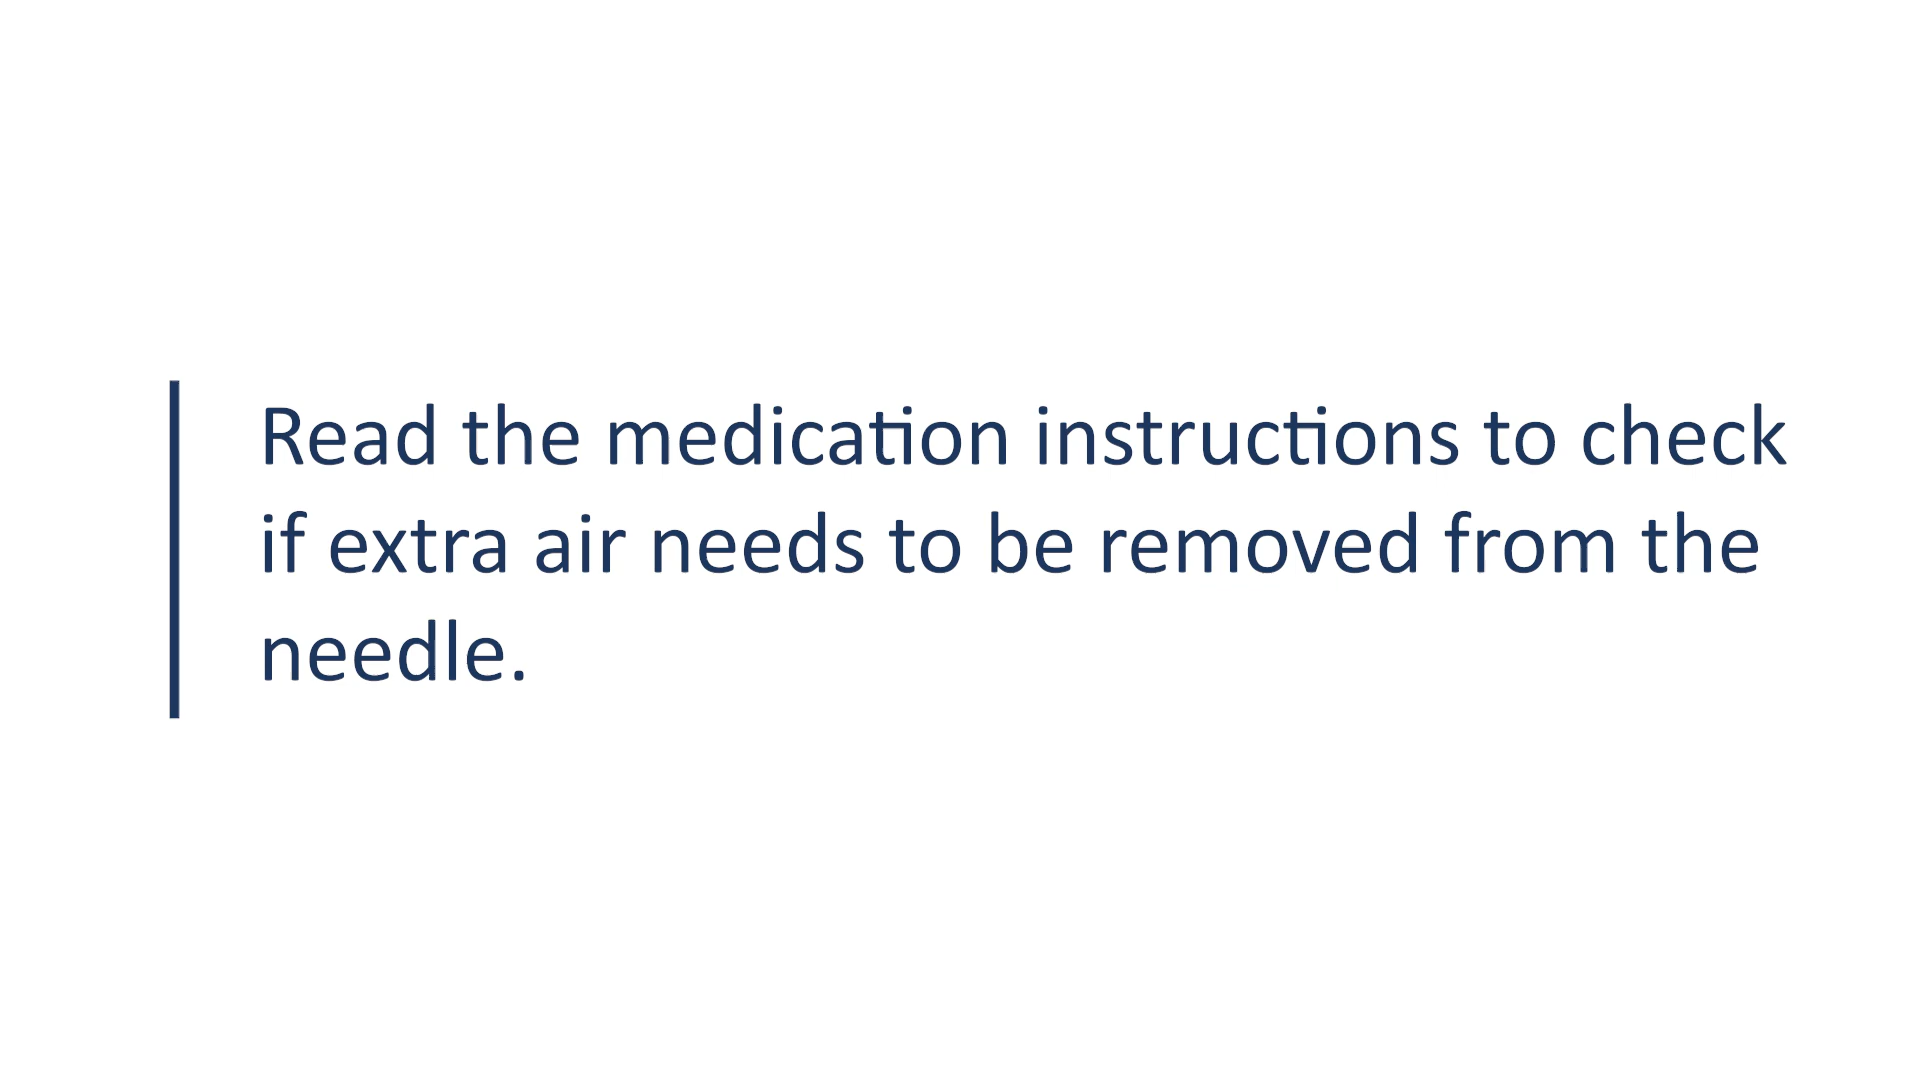 Read the medication instructions to check
if extra air needs to be removed from the
needle.